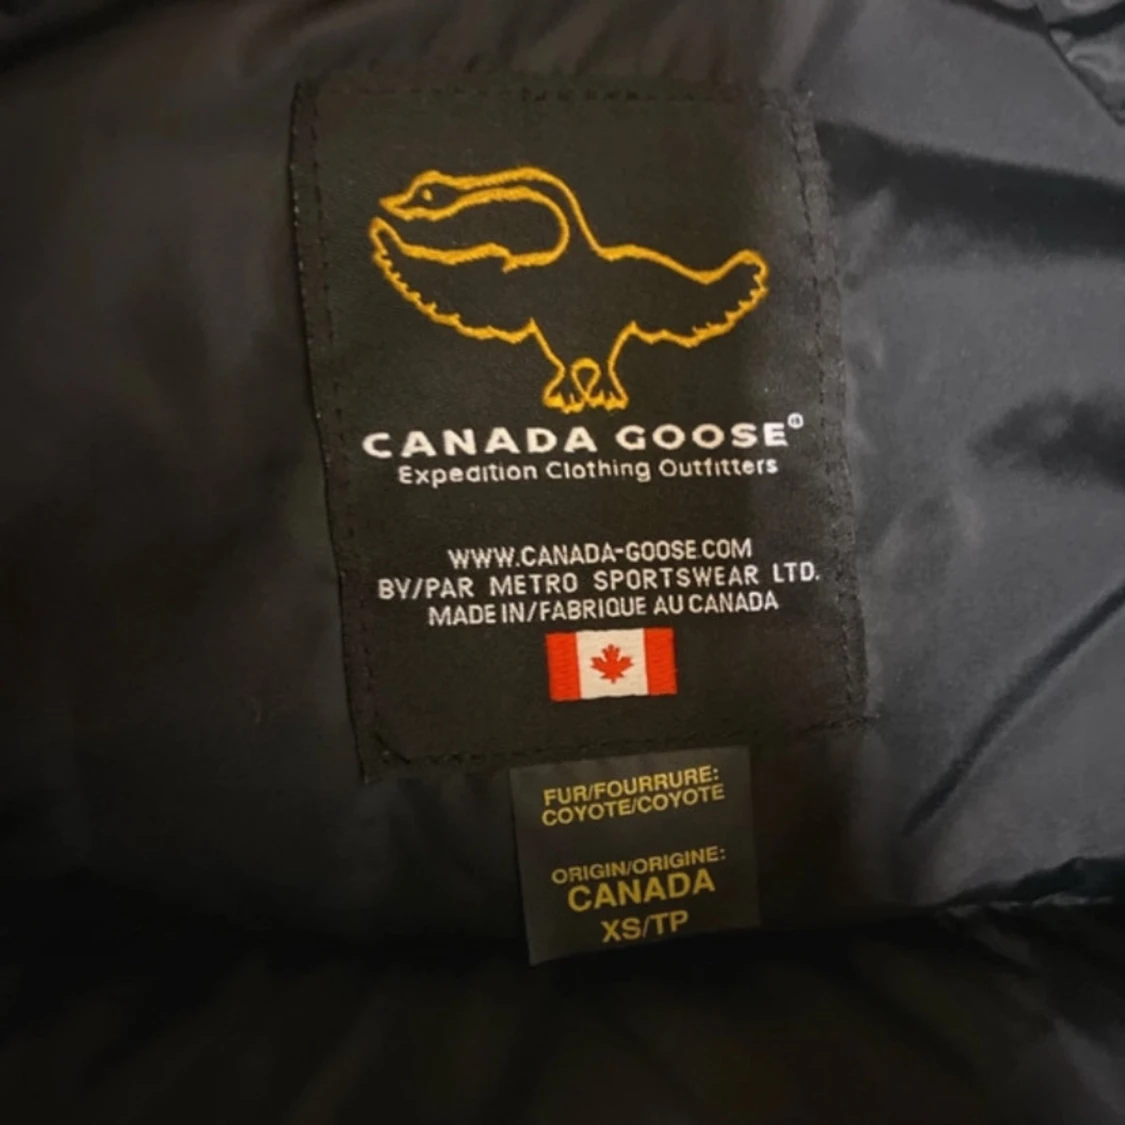 CANADA GOOSE®
Expedition Clothing Outfitters
WWW.CANADA-GOOSE.COM
BY/PAR METRO SPORTSWEAR LTD.
MADE IN/FABRIQUE AU CANADA
FUR/FOURRURE:
COYOTE/COYOTE
ORIGIN/ORIGINE:
CANADA
XS/TP